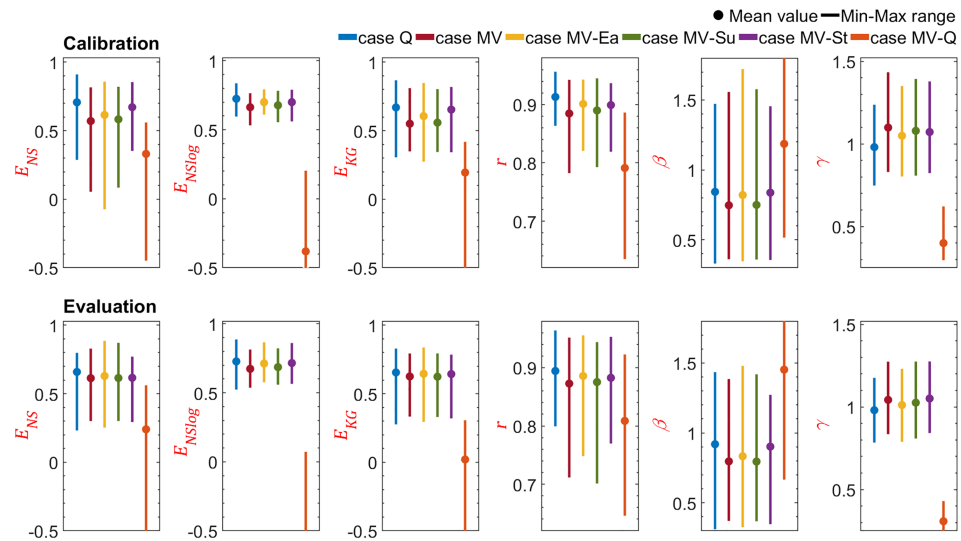 Mean value Min-Max range
Calibration
case Q case MV case MV-Ea case MV-Su case MV-St case MV-Q
1 1 1 0.9 1.5 1.5
0.5 0.5 0.5 0.8 1 1
0 0 0 0.7 0.5 0.5
-0.5 -0.5 -0.5
E_NS E_NSlog E_KG r β γ
Evaluation
1 1 1 0.9 1.5 1.5
0.5 0.5 0.5 0.8 1 1
0 0 0 0.7 0.5 0.5
-0.5 -0.5 -0.5
E_NS E_NSlog E_KG r β γ